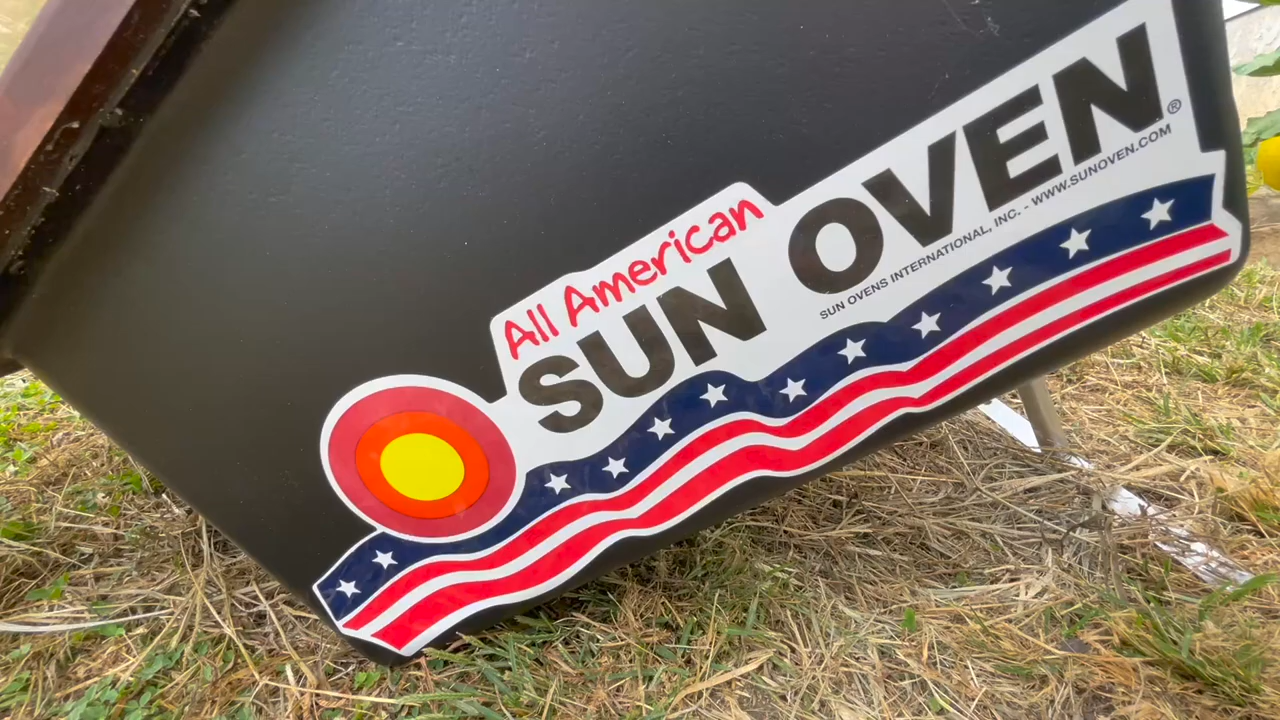 All American
SUN OVEN®
SUN OVENS INTERNATIONAL, INC. - WWW.SUNOVEN.COM